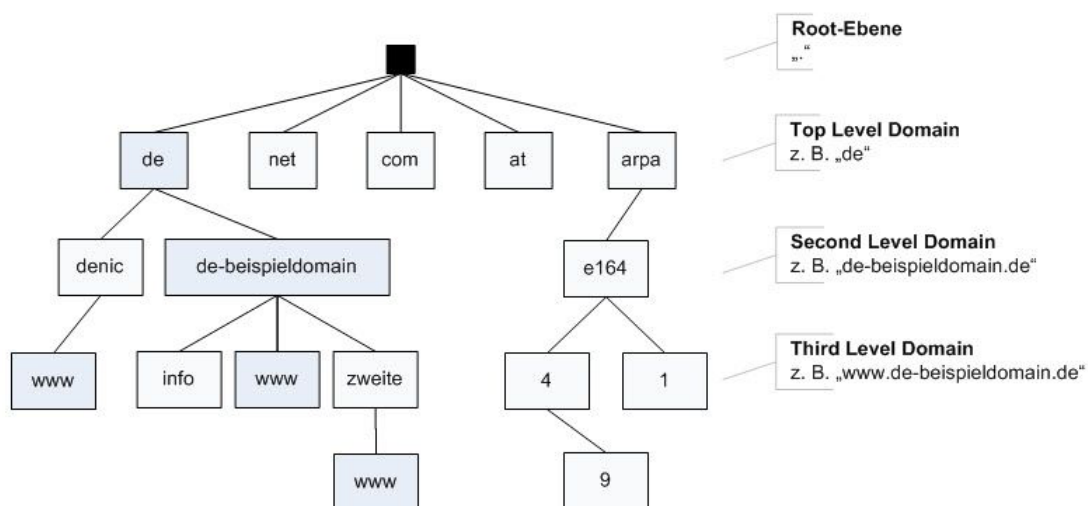 Root-Ebene
„.“
de
net
com
at
arpa
Top Level Domain
z. B. „de“
denic
de-beispieldomain
e164
Second Level Domain
z. B. „de-beispieldomain.de“
www
info
www
zweite
4
1
Third Level Domain
z. B. „www.de-beispieldomain.de“
www
9